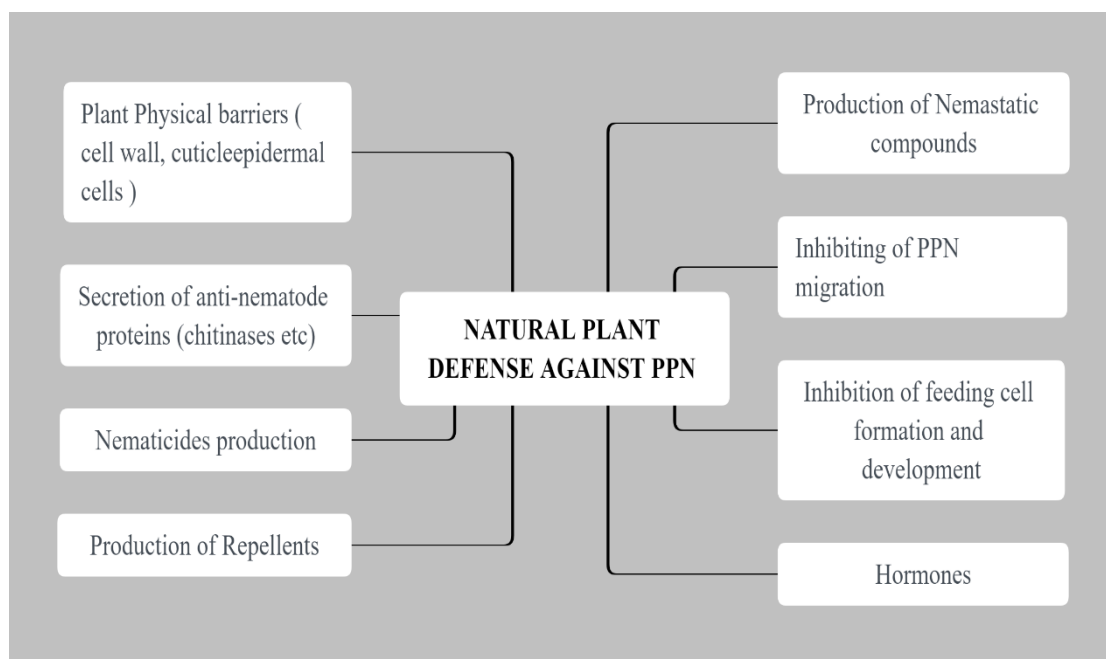 Plant Physical barriers (
cell wall, cuticleepidermal
cells )
Secretion of anti-nematode
proteins (chitinases etc)
Nematicides production
Production of Repellents
NATURAL PLANT
DEFENSE AGAINST PPN
Production of Nemastatic
compounds
Inhibiting of PPN
migration
Inhibition of feeding cell
formation and
development
Hormones